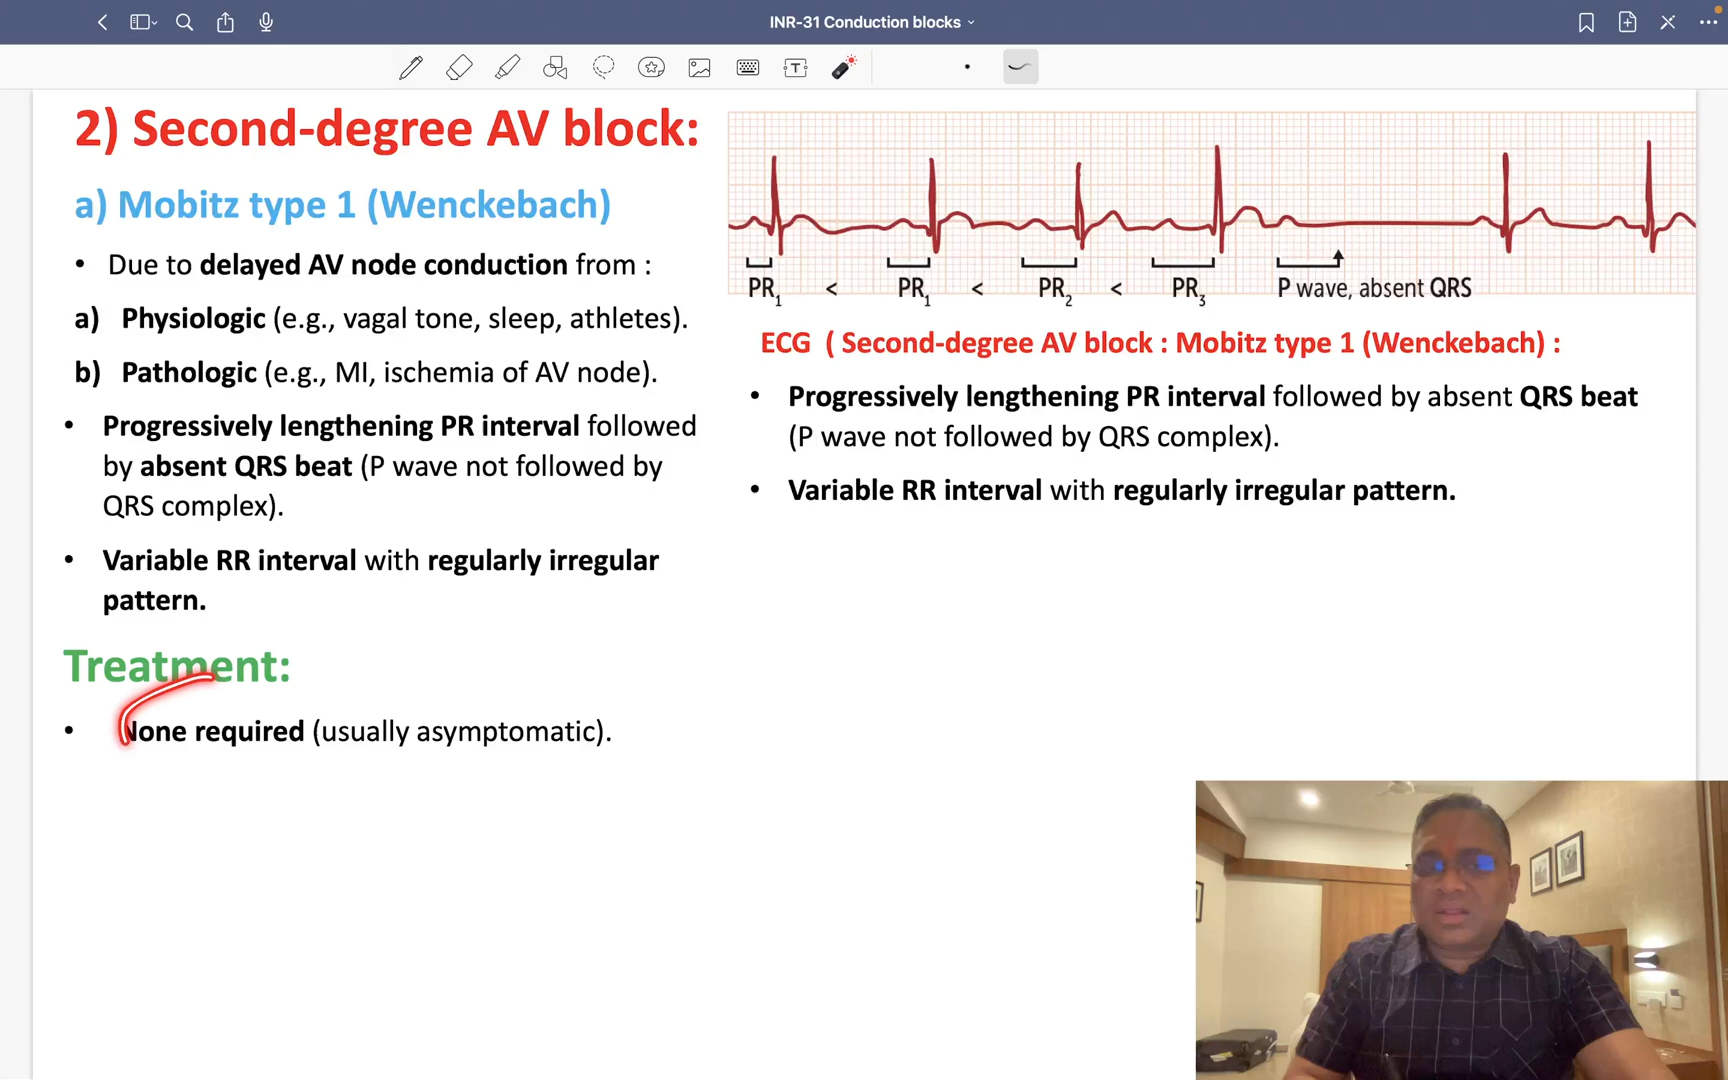 INR-31 Conduction blocks
2) Second-degree AV block:
a) Mobitz type 1 (Wenckebach)
• Due to delayed AV node conduction from :
a) Physiologic (e.g., vagal tone, sleep, athletes).
b) Pathologic (e.g., MI, ischemia of AV node).
• Progressively lengthening PR interval followed
by absent QRS beat (P wave not followed by
QRS complex).
• Variable RR interval with regularly irregular
pattern.
Treatment:
• None required (usually asymptomatic).
PR1 < PR1 < PR2 < PR3 P wave, absent QRS
ECG ( Second-degree AV block : Mobitz type 1 (Wenckebach) :
• Progressively lengthening PR interval followed by absent QRS beat
(P wave not followed by QRS complex).
• Variable RR interval with regularly irregular pattern.